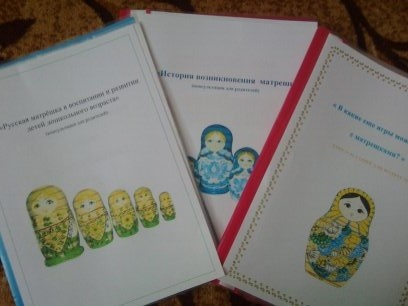 «Русская матрёшка в воспитании и развитии
детей дошкольного возраста»
(консультация для родителей)
«История возникновения матрешки
(консультация для родителей)
« В какие еще игры
с матрешками? »